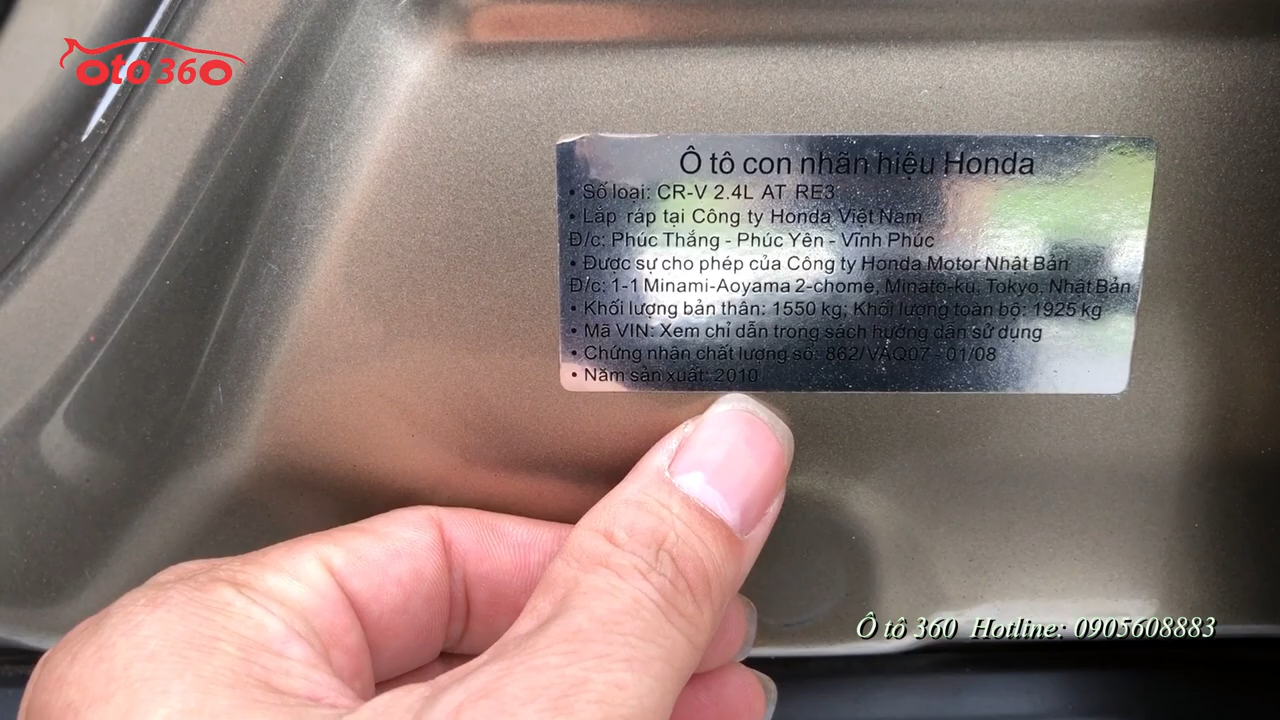 oto360
Ô tô con nhãn hiệu Honda
• Số loại: CR-V 2.4L AT RE3
• Lắp ráp tại Công ty Honda Việt Nam
Đ/c: Phúc Thắng - Phúc Yên - Vĩnh Phúc
• Được sự cho phép của Công ty Honda Motor Nhật Bản
Đ/c: 1-1 Minami-Aoyama 2-chome, Minato-ku, Tokyo, Nhật Bản
• Khối lượng bản thân: 1550 kg; Khối lượng toàn bộ: 1925 kg
• Mã VIN: Xem chỉ dẫn trong sách hướng dẫn sử dụng
• Chứng nhận chất lượng số: 862/VAQ07 - 01/08
• Năm sản xuất: 2010
Ô tô 360 Hotline: 0905608883